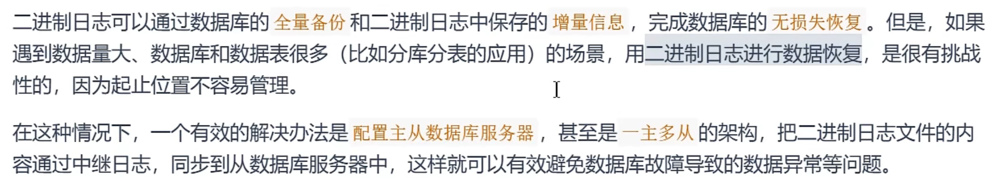 二进制日志可以通过数据库的 全量备份 和二进制日志中保存的 增量信息 ，完成数据库的 无损失恢复 。但是，如果
遇到数据量大、数据库和数据表很多（比如分库分表的应用）的场景，用二进制日志进行数据恢复，是很有挑战
性的，因为起止位置不容易管理。
在这种情况下，一个有效的解决办法是 配置主从数据库服务器 ，甚至是 一主多从 的架构，把二进制日志文件的内
容通过中继日志，同步到从数据库服务器中，这样就可以有效避免数据库故障导致的数据异常等问题。